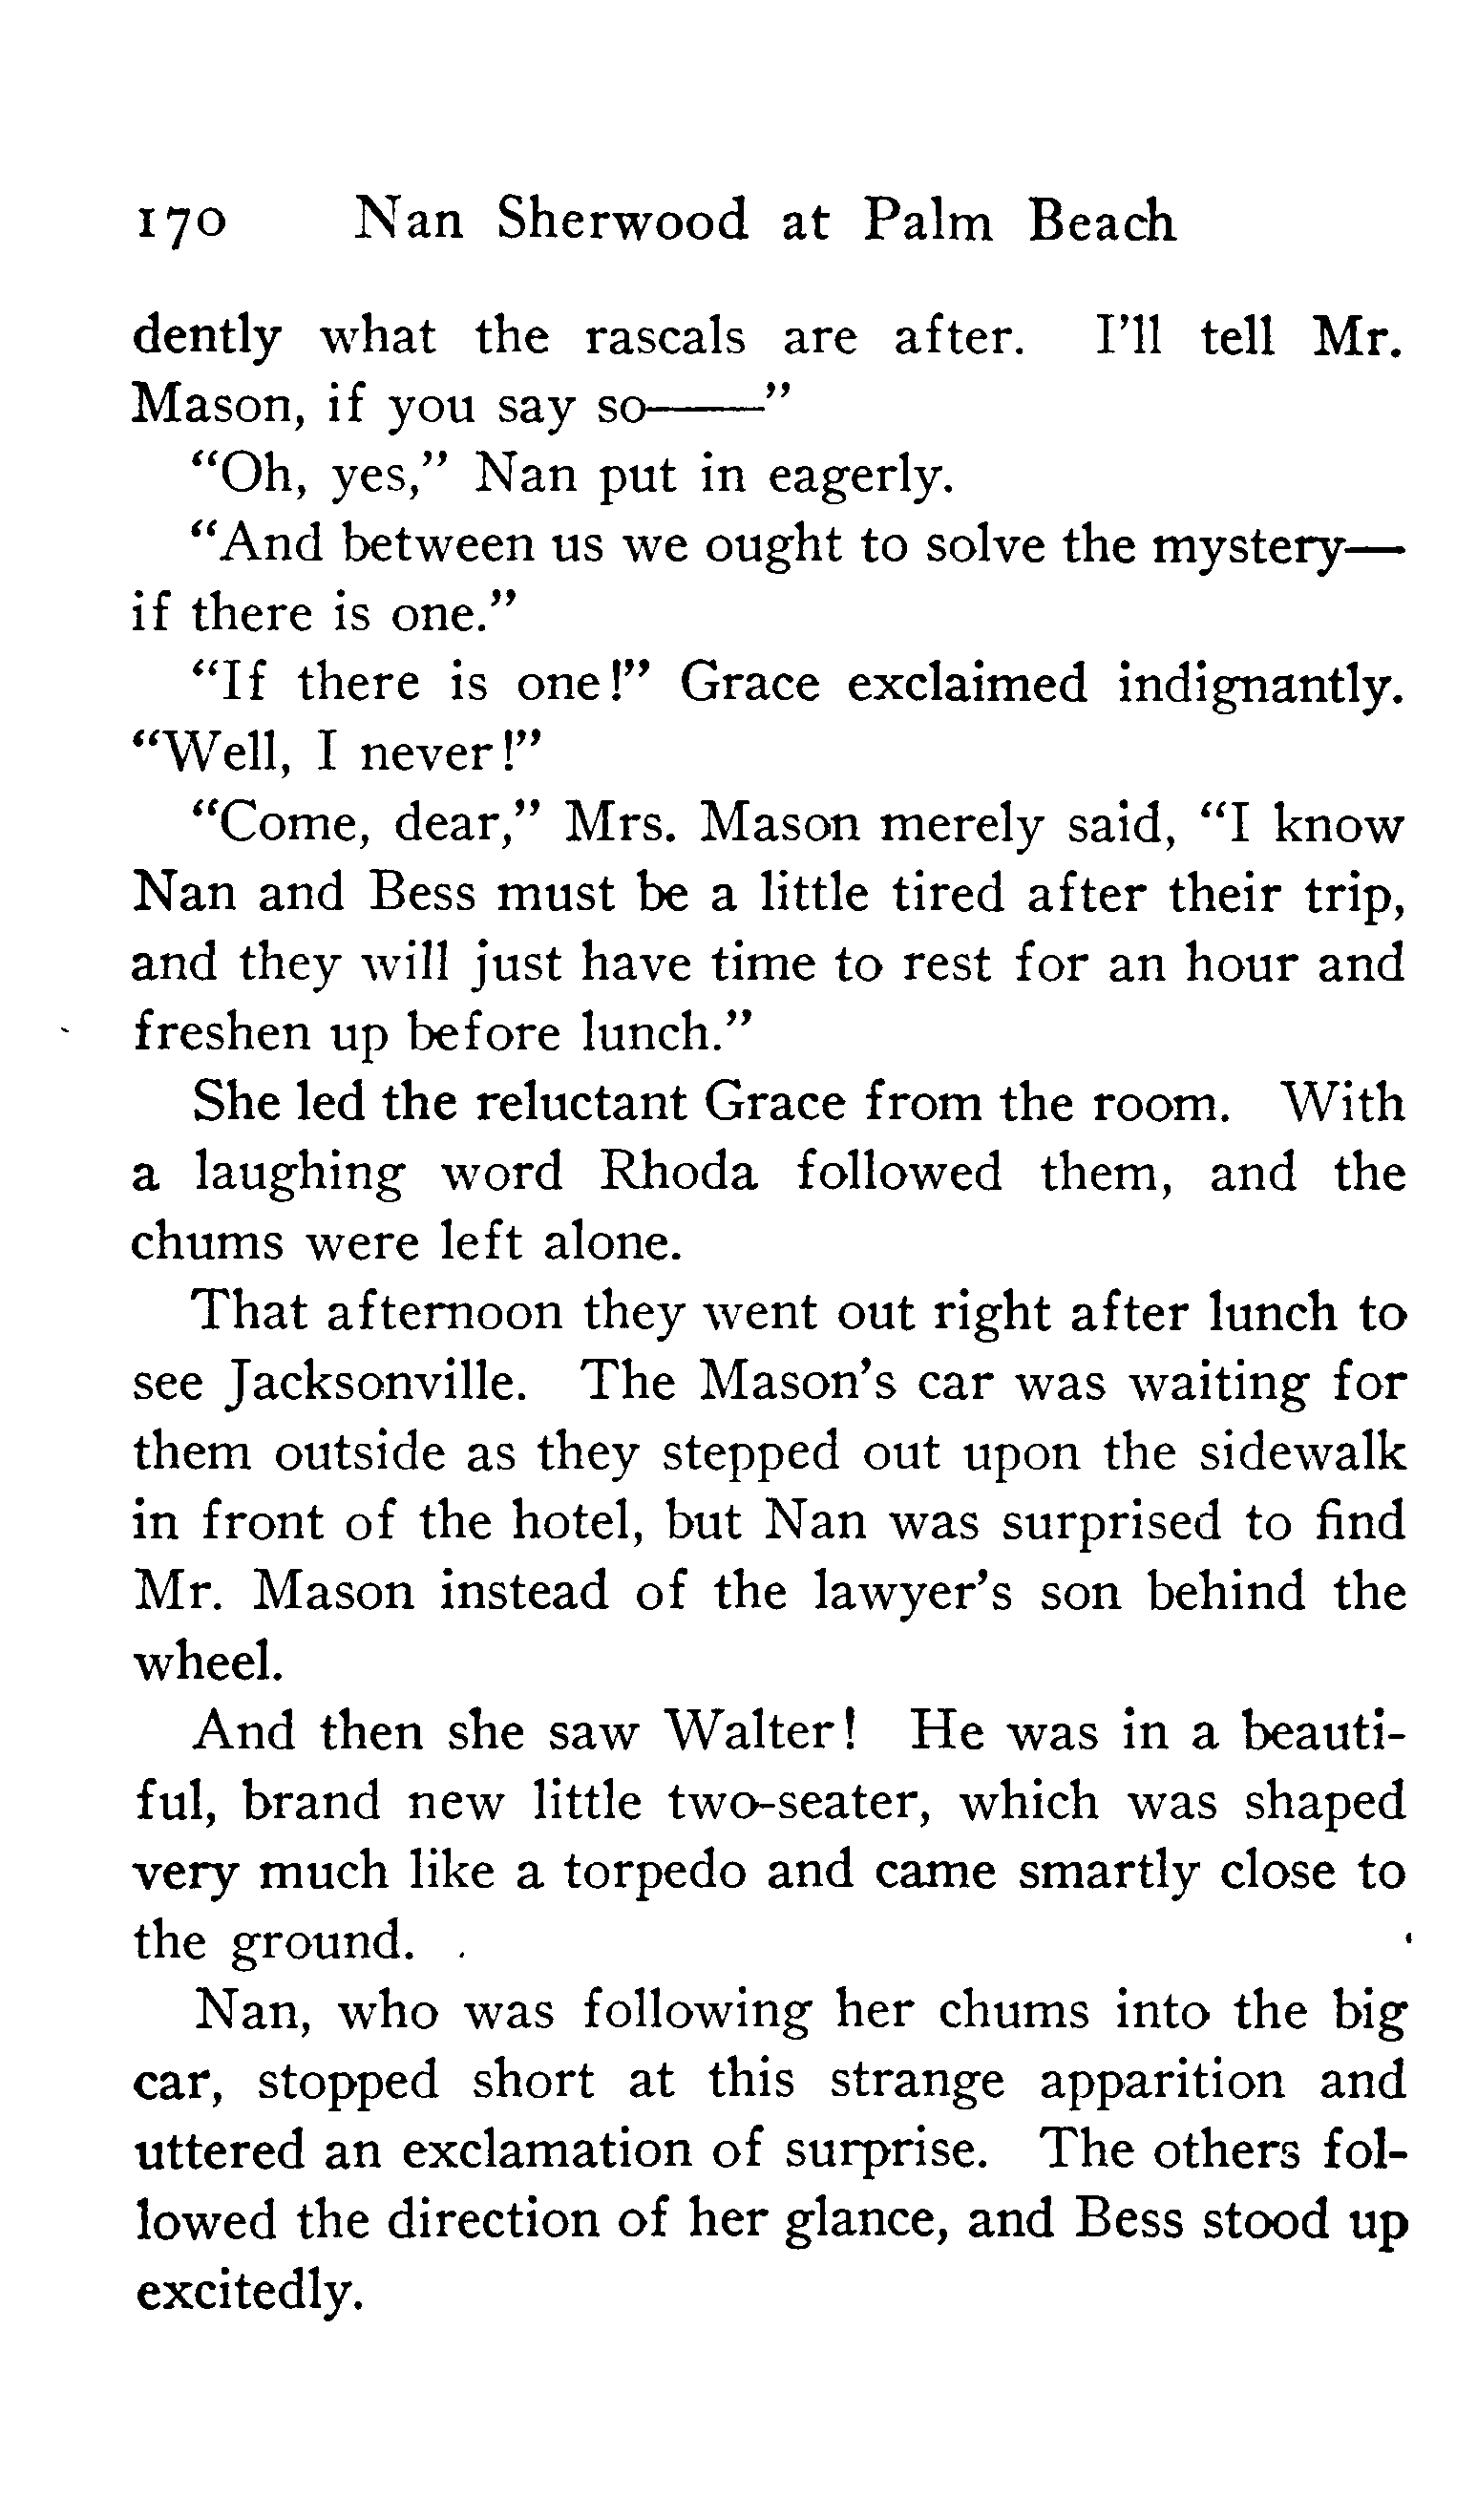 170 Nan Sherwood at Palm Beach
dently what the rascals are after. I'll tell Mr.
Mason, if you say so——"
"Oh, yes," Nan put in eagerly.
"And between us we ought to solve the mystery—
if there is one."
"If there is one!" Grace exclaimed indignantly.
"Well, I never!"
"Come, dear," Mrs. Mason merely said, "I know
Nan and Bess must be a little tired after their trip,
and they will just have time to rest for an hour and
freshen up before lunch."
She led the reluctant Grace from the room. With
a laughing word Rhoda followed them, and the
chums were left alone.
That afternoon they went out right after lunch to
see Jacksonville. The Mason's car was waiting for
them outside as they stepped out upon the sidewalk
in front of the hotel, but Nan was surprised to find
Mr. Mason instead of the lawyer's son behind the
wheel.
And then she saw Walter! He was in a beauti-
ful, brand new little two-seater, which was shaped
very much like a torpedo and came smartly close to
the ground.
Nan, who was following her chums into the big
car, stopped short at this strange apparition and
uttered an exclamation of surprise. The others fol-
lowed the direction of her glance, and Bess stood up
excitedly.